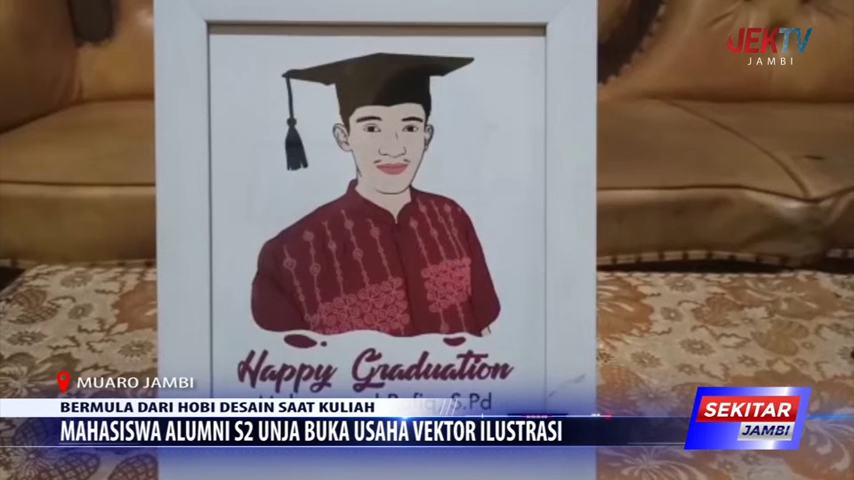 JEKTV
JAMBI
Happy Graduation
S.Pd
MUARO JAMBI
BERMULA DARI HOBI DESAIN SAAT KULIAH
MAHASISWA ALUMNI S2 UNJA BUKA USAHA VEKTOR ILUSTRASI
SEKITAR
JAMBI